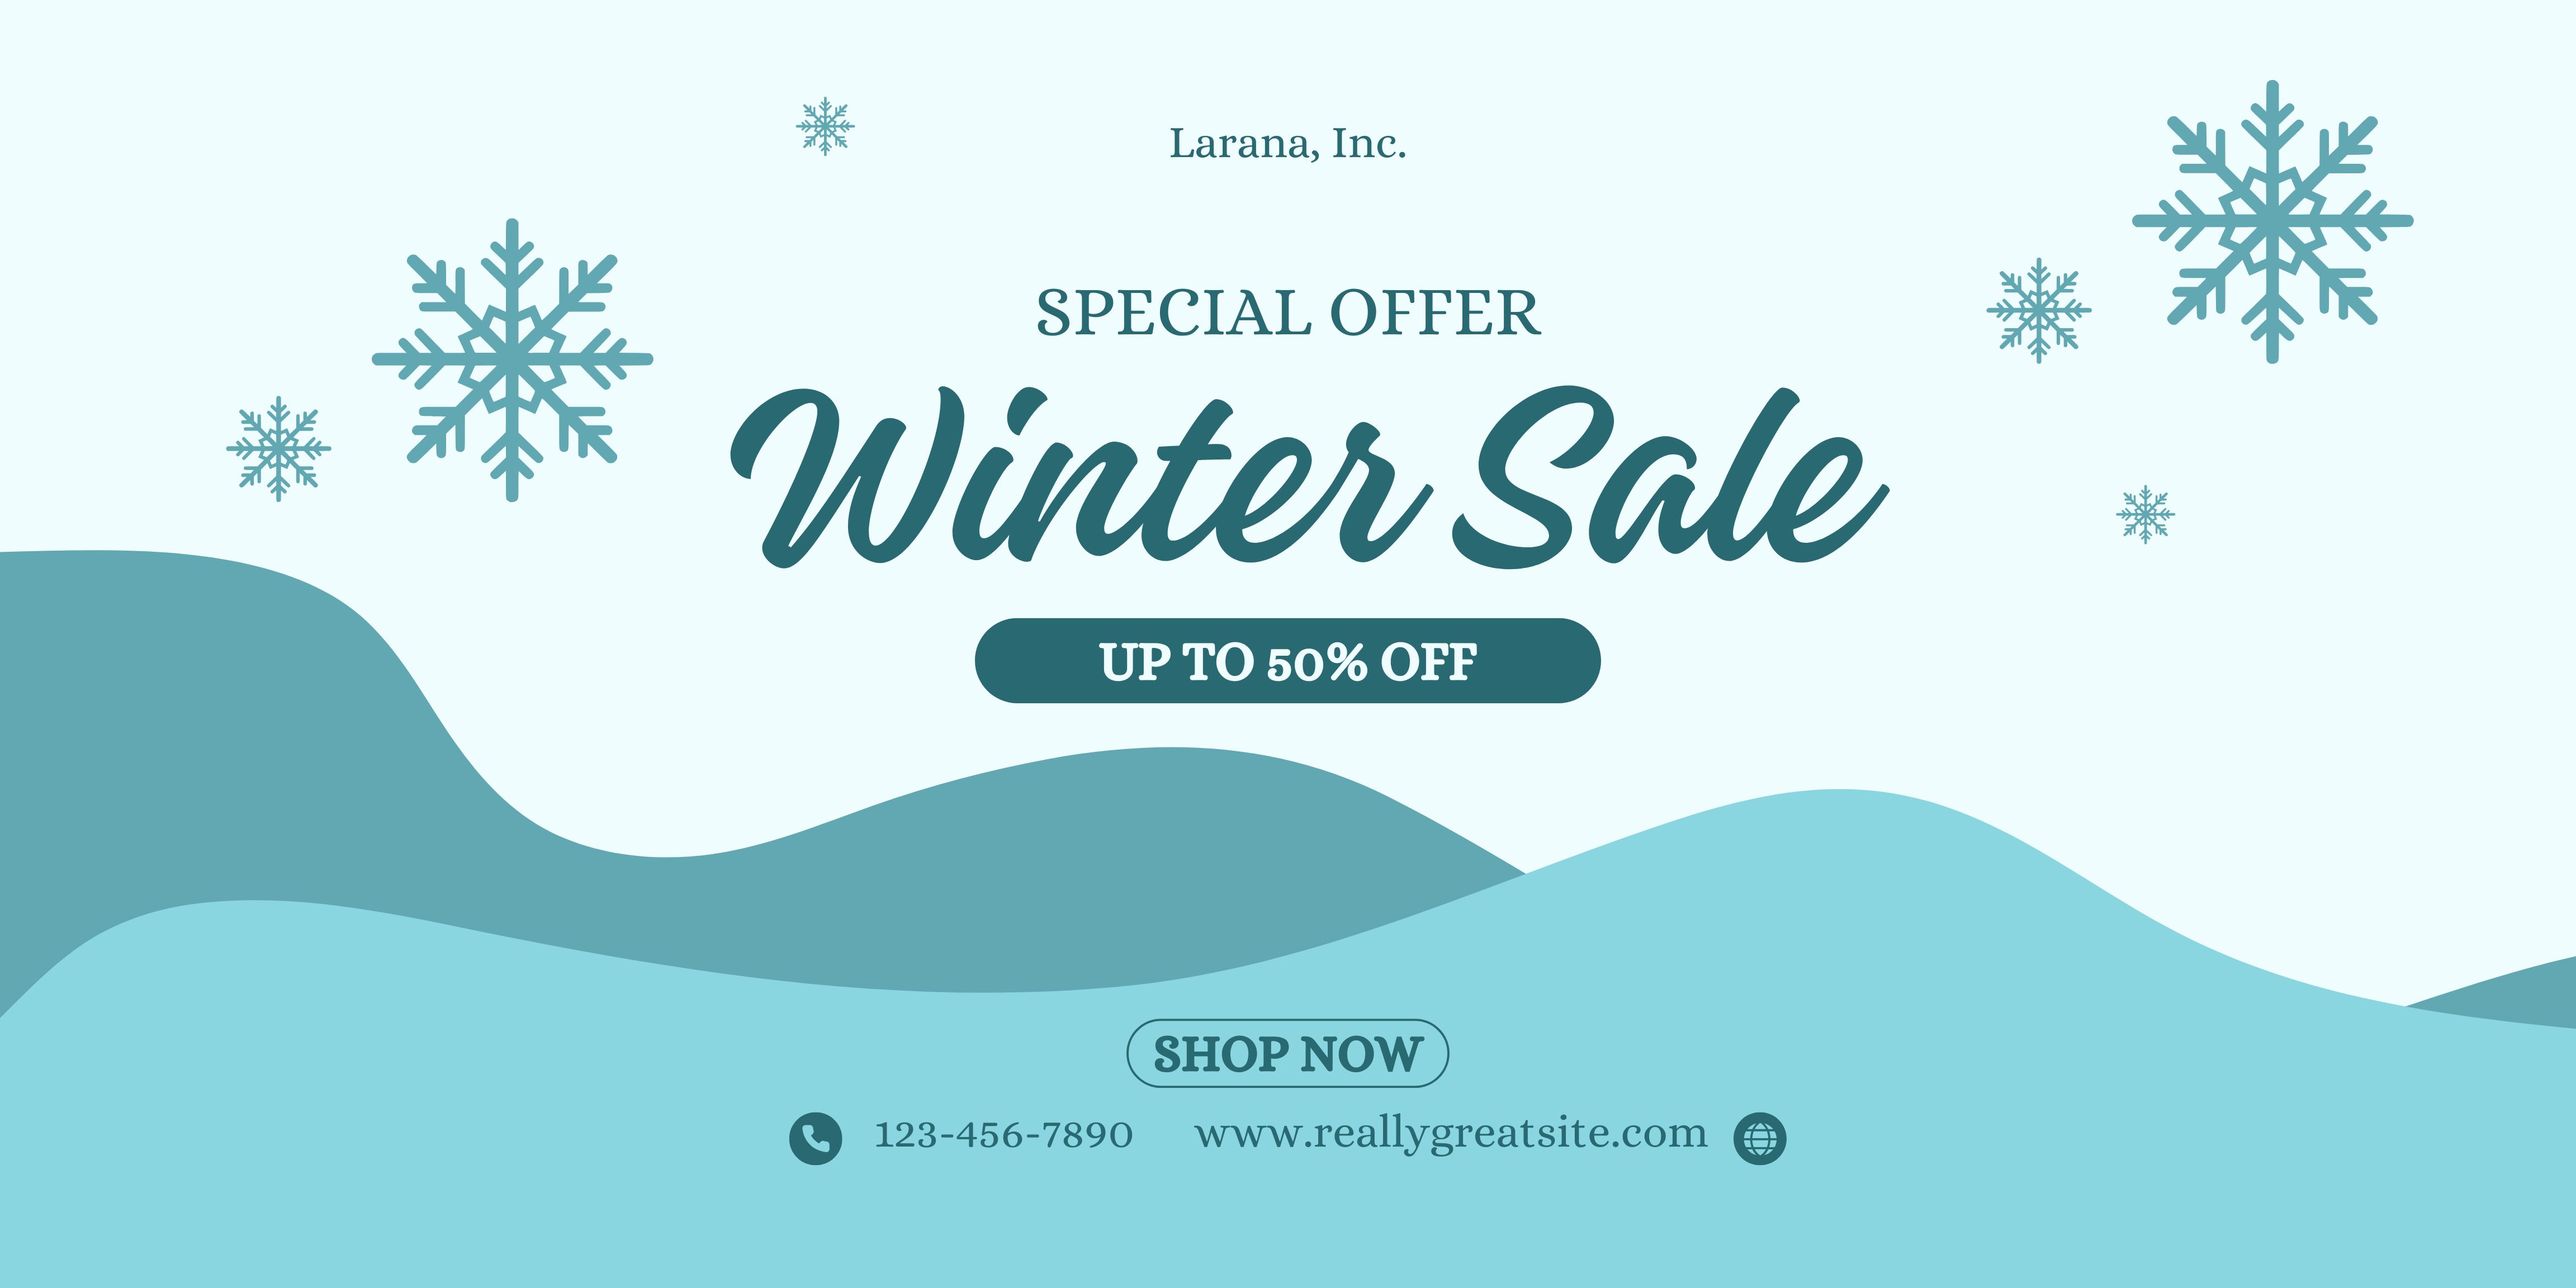 Larana, Inc.
SPECIAL OFFER
Winter Sale
UP TO 50% OFF
SHOP NOW
123-456-7890 www.reallygreatsite.com